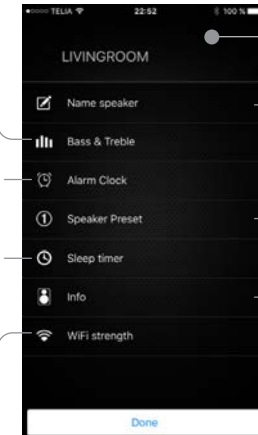 TELIA 22:52 100 %
LIVINGROOM
Name speaker
Bass & Treble
Alarm Clock
1 Speaker Preset
Sleep timer
Info
WiFi strength
Done